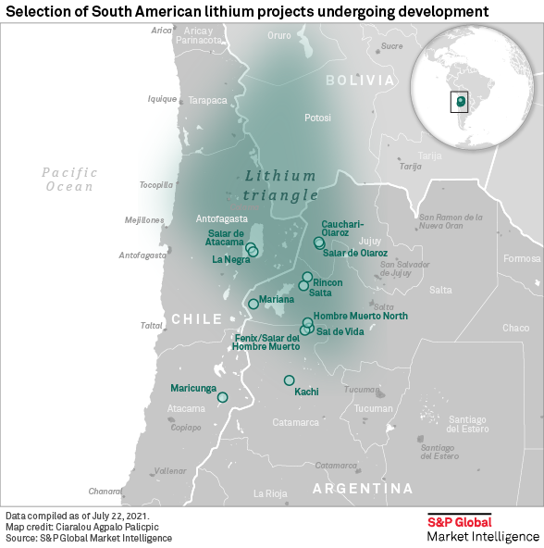 Selection of South American lithium projects undergoing development
Arica
Arica y
Parinacota
Oruro
Sucre
BOLIVIA
Iquique
Tarapaca
Potosi
Pacific
Ocean
Tarija
Tarija
Tocopilla
Lithium
triangle
Mejillones
Antofagasta
San Ramon de la
Nueva Oran
Cauchari-
Olaroz
Salar de
Atacama
Jujuy
Salar de Olaroz
Antofagasta
La Negra
San Salvador
de Jujuy
Formosa
Rincon
Salta
Salta
Mariana
Salta
CHILE
Hombre Muerto North
Taltal
Sal de Vida
Chaco
Fenix/Salar del
Hombre Muerto
Maricunga
Kachi
Tucuman
Atacama
Tucuman
Copiapo
Catamarca
Santiago
del Estero
Santiago
del Estero
Vallenar
Catamarca
Chanaral
La Rioja
ARGENTINA
Data compiled as of July 22, 2021.
Map credit: Ciaralou Agpalo Palicpic
Source: S&P Global Market Intelligence
S&P Global
Market Intelligence